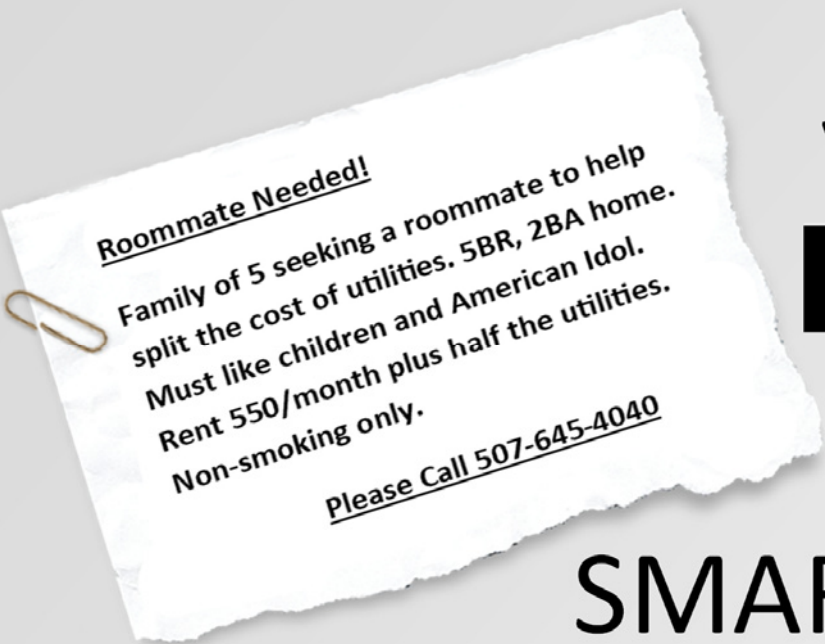 Roommate Needed!
Family of 5 seeking a roommate to help
split the cost of utilities. 5BR, 2BA home.
Must like children and American Idol.
Rent 550/month plus half the utilities.
Non-smoking only.
Please Call 507-645-4040